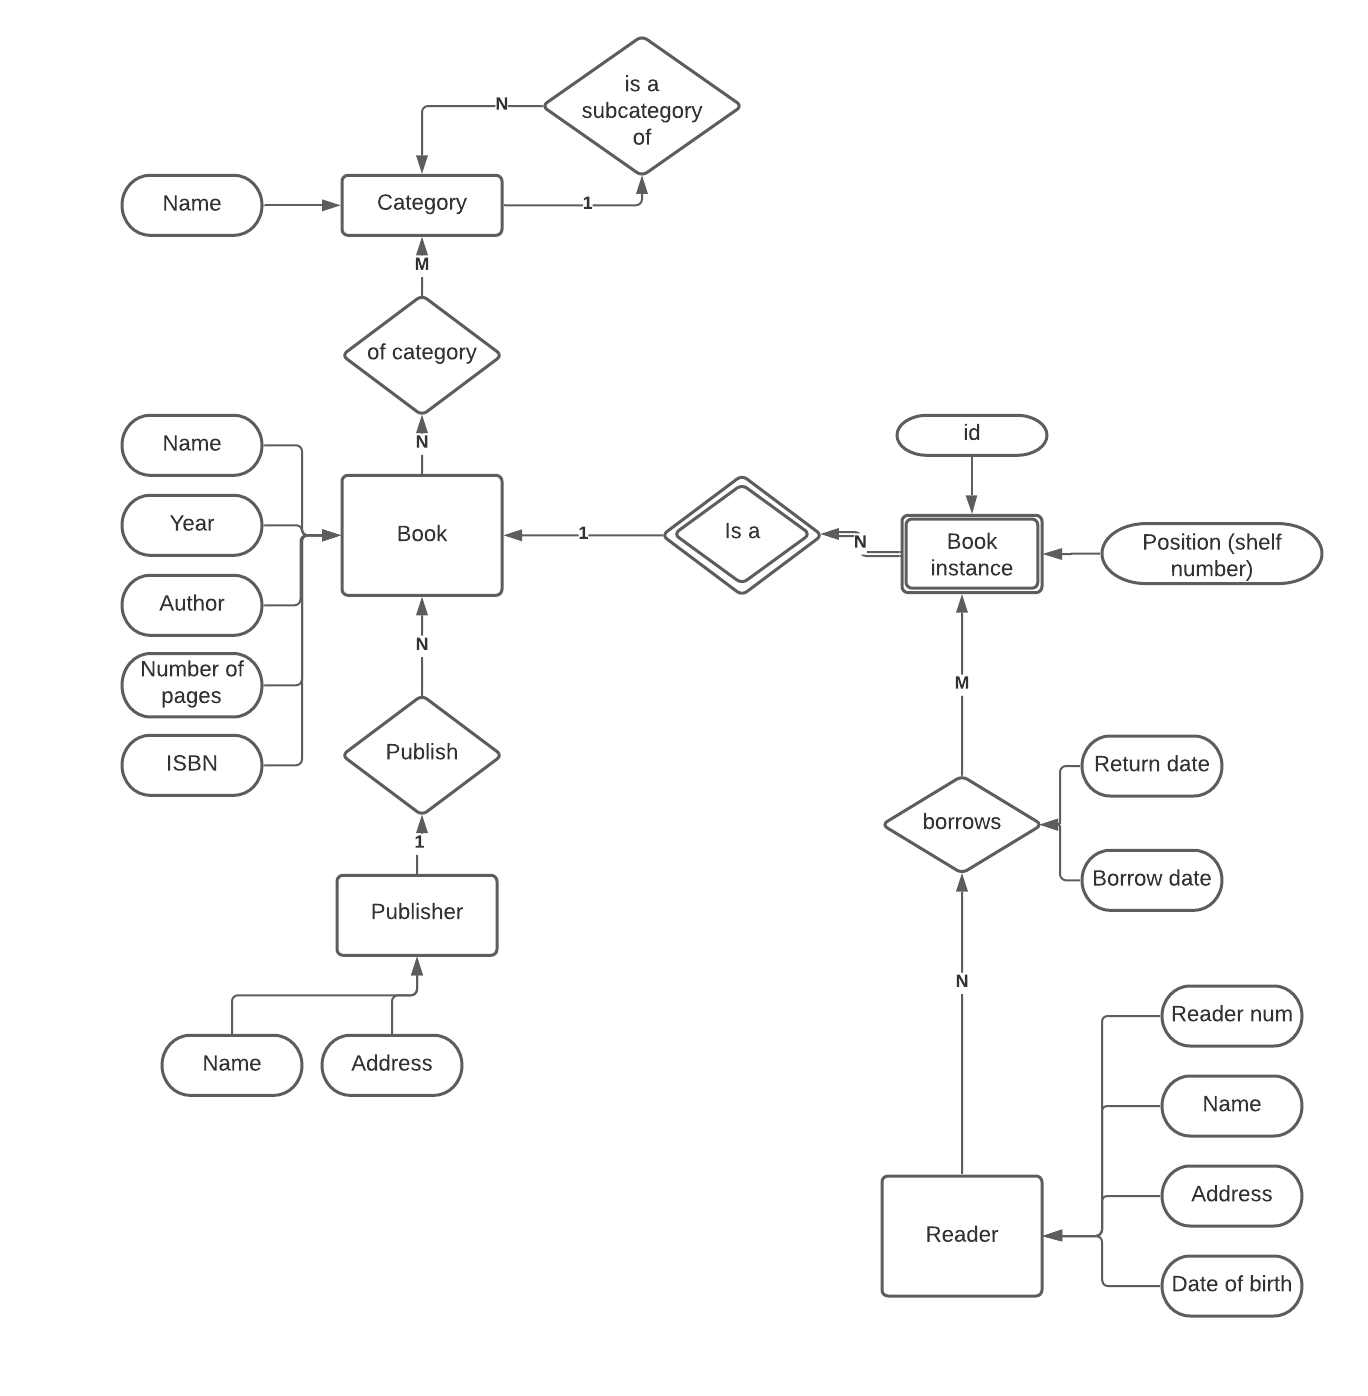 is a
subcategory
of
N
Name
Category
1
M
of category
N
Name
Year
Author
Number of
pages
ISBN
Book
1
Is a
N
id
Book
instance
Position (shelf
number)
N
Publish
1
Publisher
Name
Address
M
borrows
Return date
Borrow date
N
Reader
Reader num
Name
Address
Date of birth